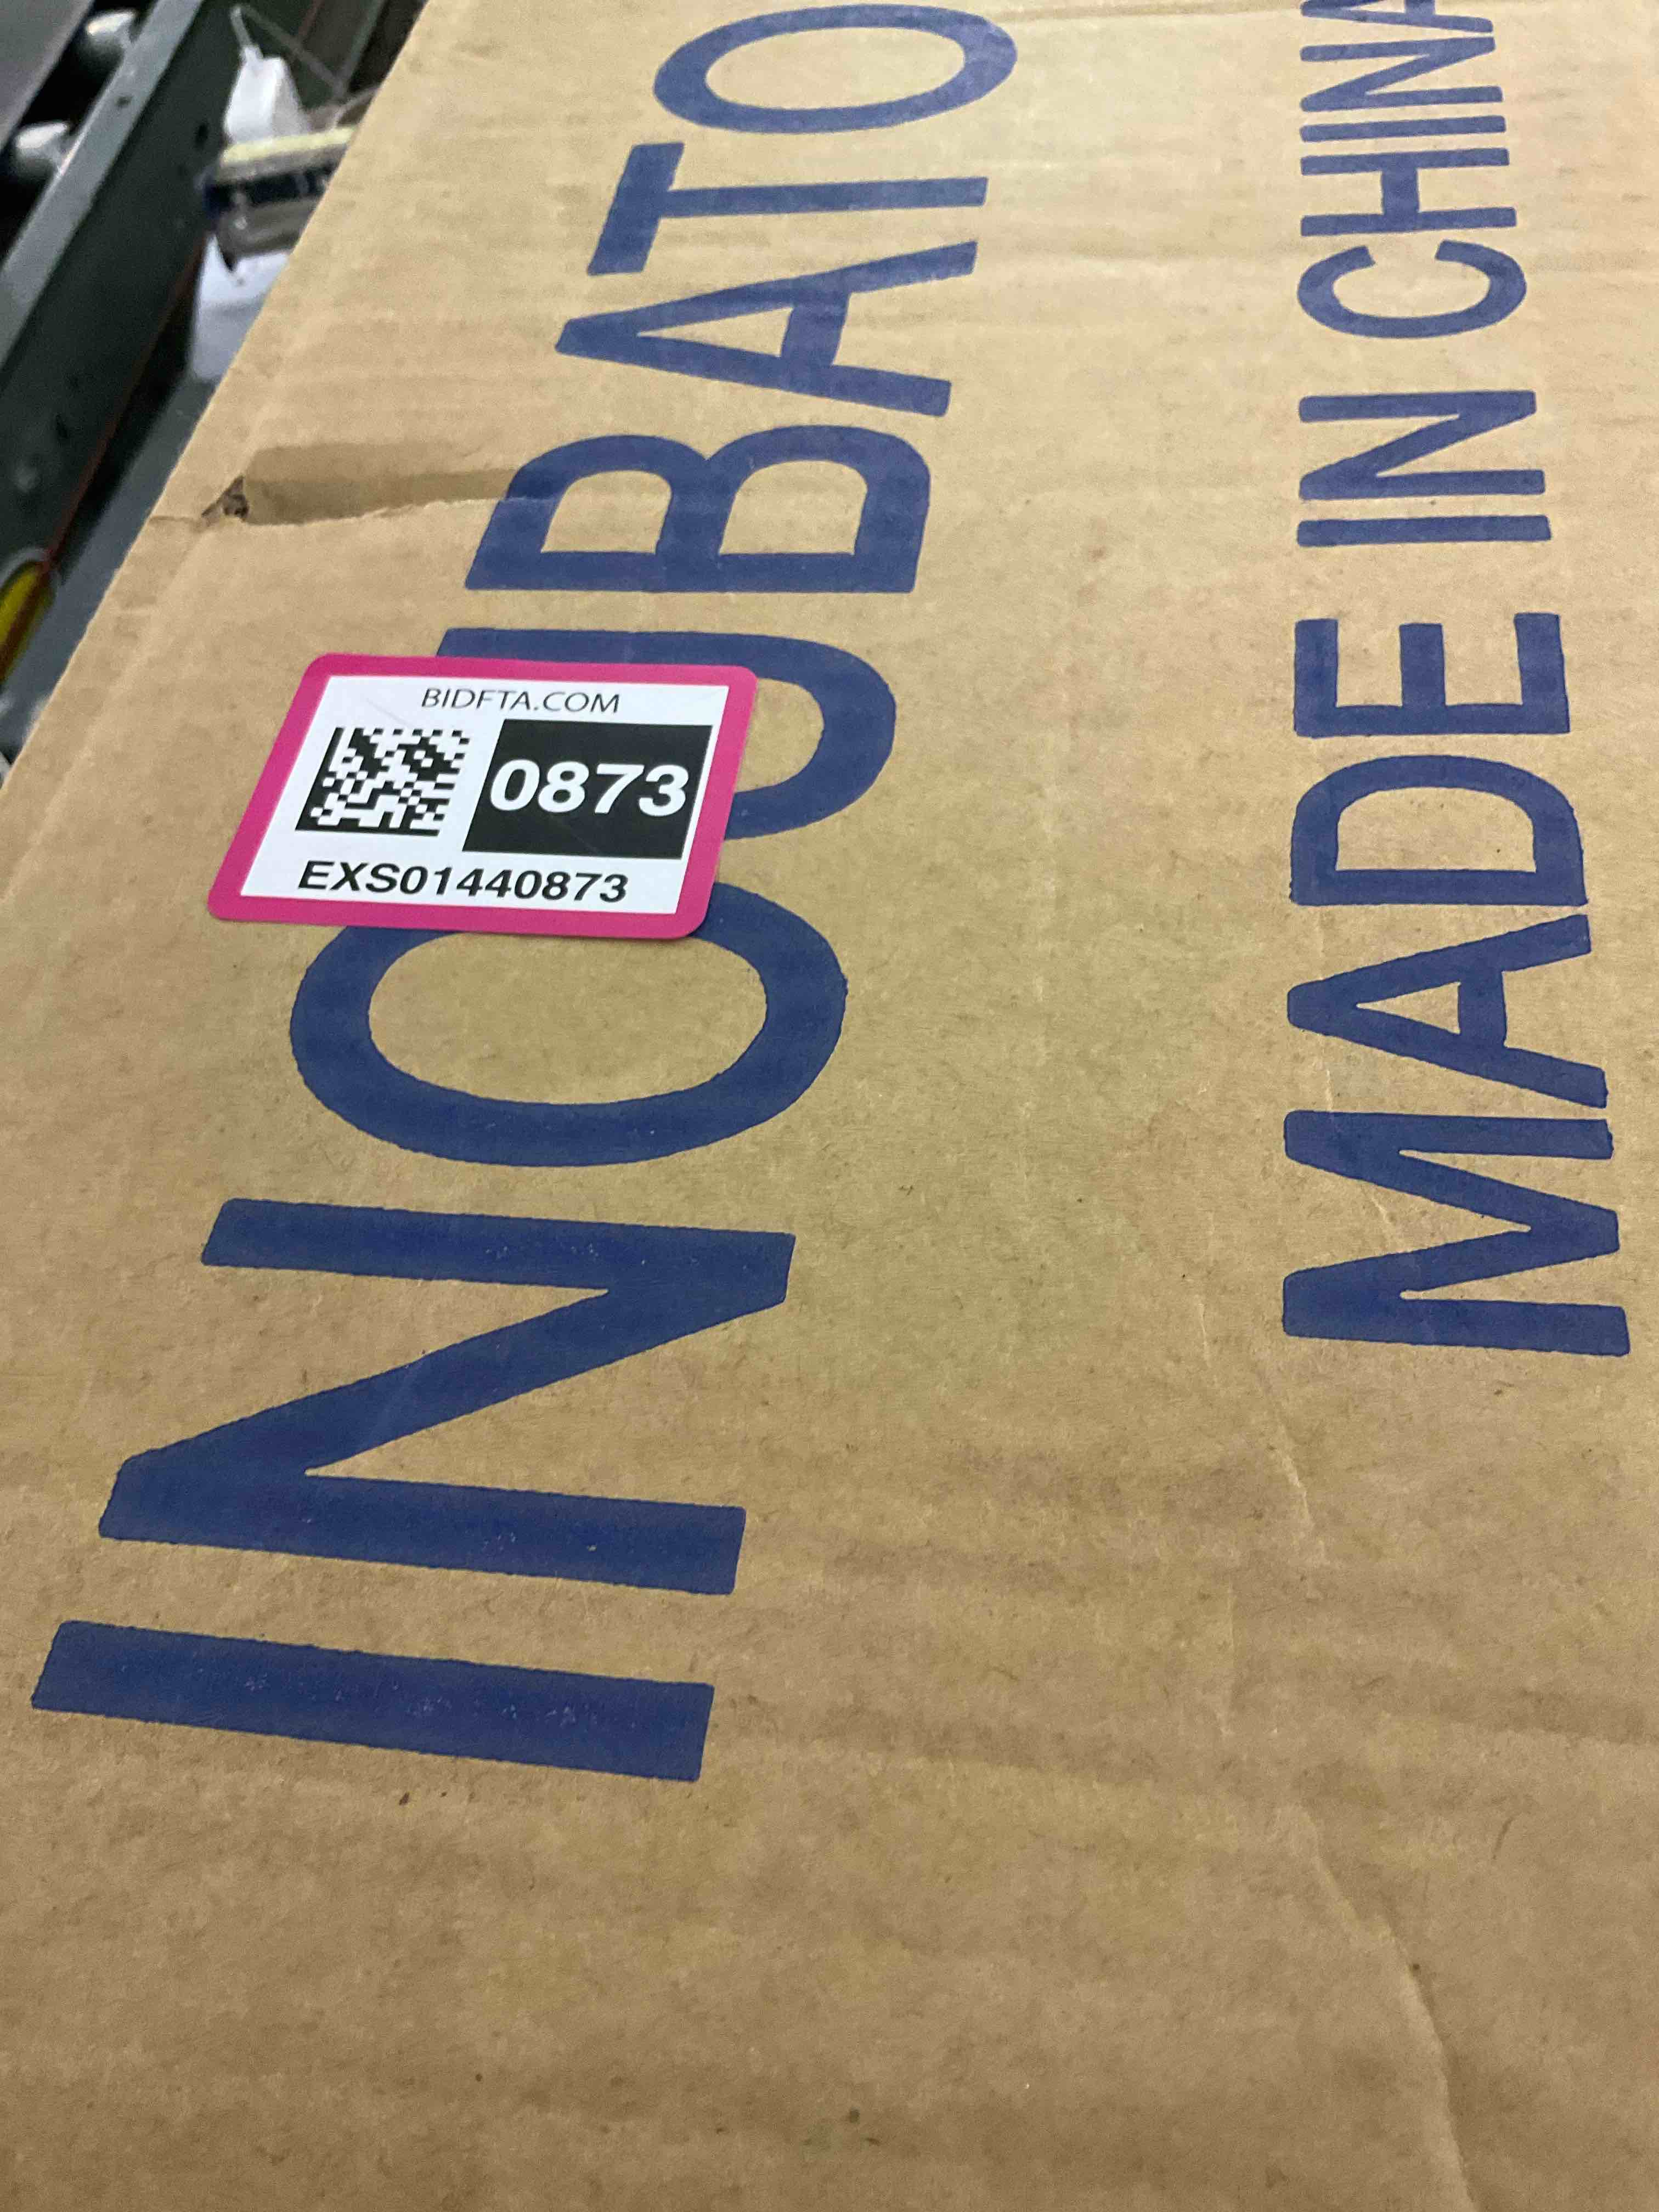 INCUBATO
MADE IN CHINA
BIDFTA.COM
0873
EXS01440873